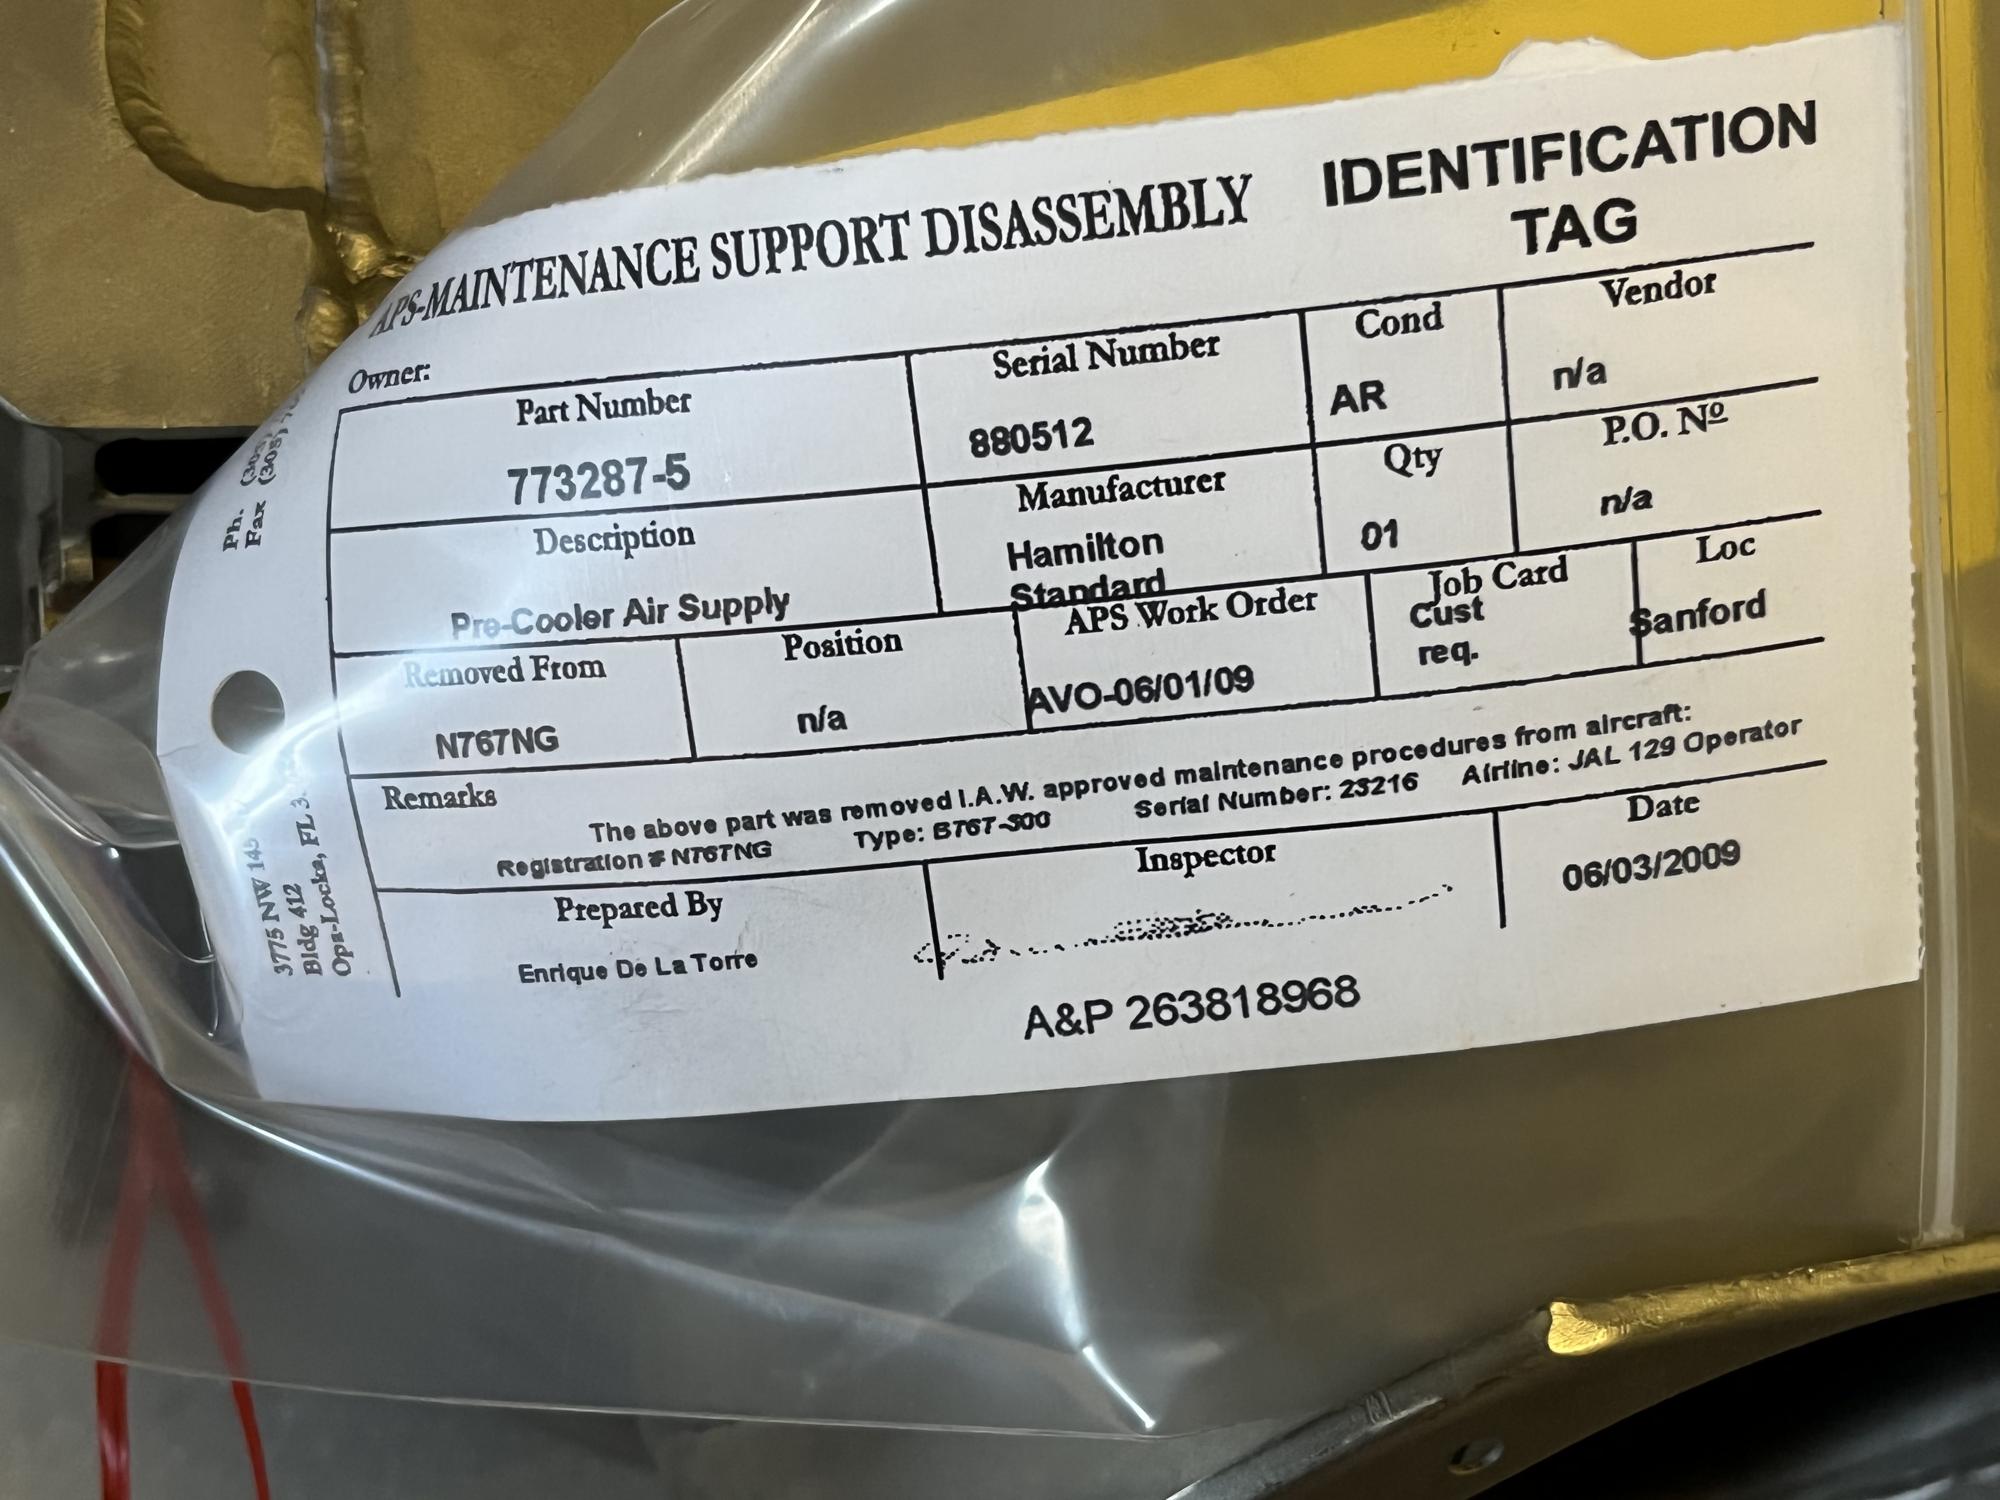 APS-MAINTENANCE SUPPORT DISASSEMBLY
IDENTIFICATION
TAG
Owner:
Part Number
773287-5
Serial Number
880512
Cond
AR
Vendor
n/a
Description
Pre-Cooler Air Supply
Manufacturer
Hamilton
Standard
Qty
01
P.O. Nº
n/a
Removed From
N767NG
Position
n/a
APS Work Order
AVO-06/01/09
Job Card
Cust
req.
Loc
Sanford
Remarks
The above part was removed I.A.W. approved maintenance procedures from aircraft:
Registration # N767NG Type: B767-300 Serial Number: 23216 Airline: JAL 129 Operator
Prepared By
Enrique De La Torre
Inspector
Date
06/03/2009
A&P 263818968
Ph. (305)
Fax (305)
3775 NW 145
Bldg 412
Opa-Locka, FL